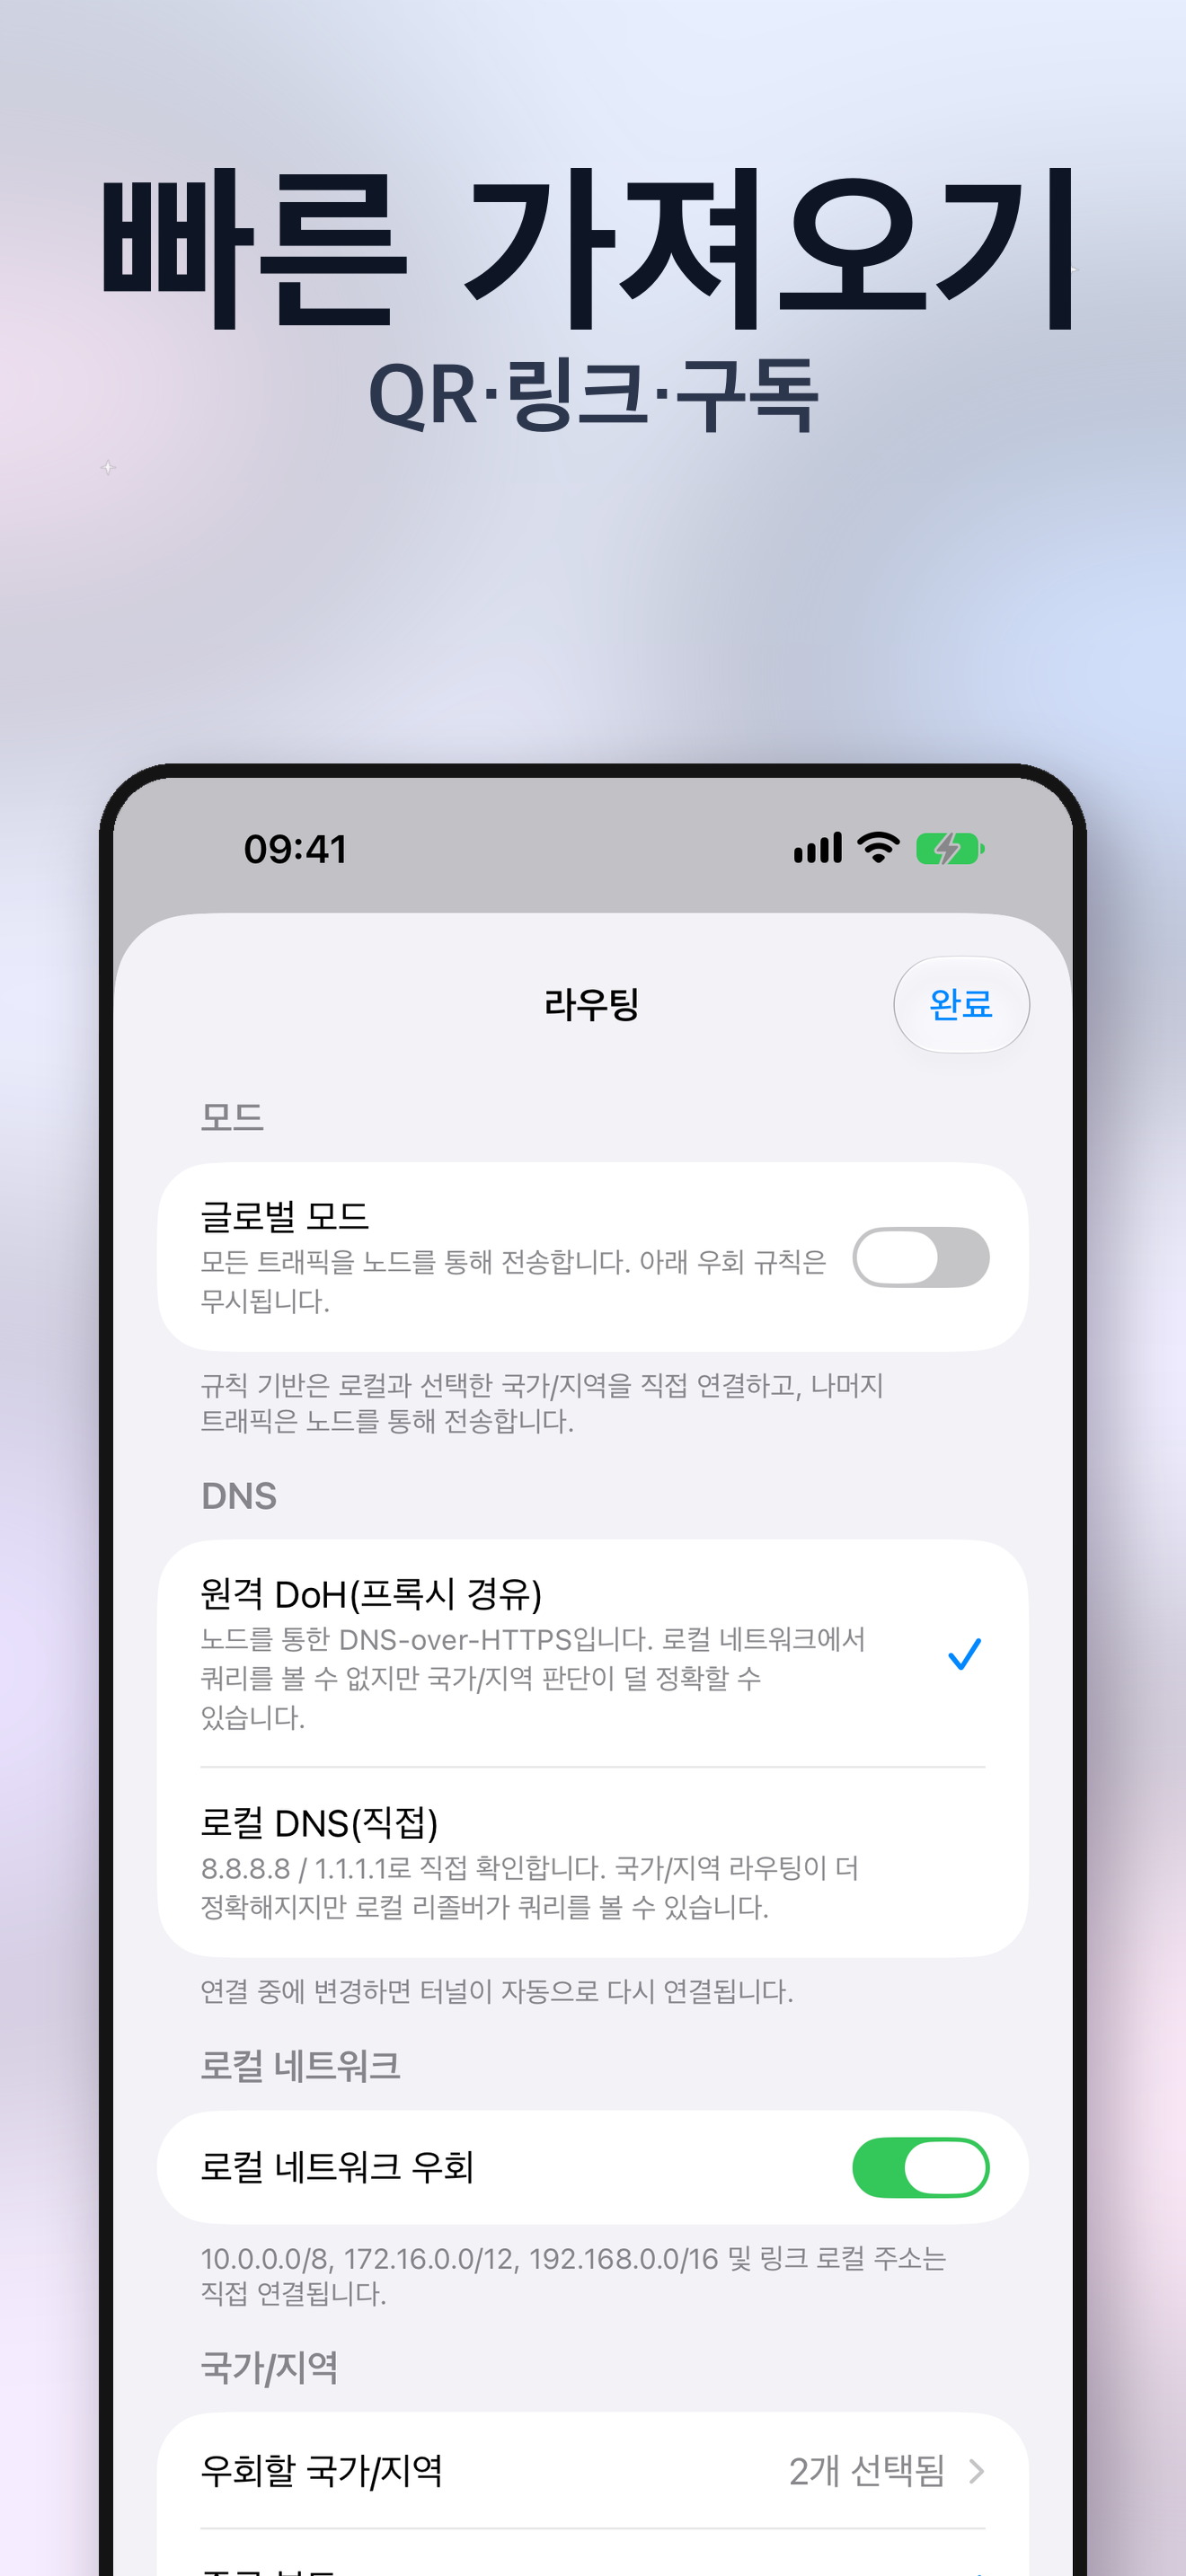 빠른 가져오기
QR·링크·구독
09:41
라우팅
완료
모드
글로벌 모드
모든 트래픽을 노드를 통해 전송합니다. 아래 우회 규칙은
무시됩니다.
규칙 기반은 로컬과 선택한 국가/지역을 직접 연결하고, 나머지
트래픽은 노드를 통해 전송합니다.
DNS
원격 DoH(프록시 경유)
노드를 통한 DNS-over-HTTPS입니다. 로컬 네트워크에서
쿼리를 볼 수 없지만 국가/지역 판단이 덜 정확할 수
있습니다.
로컬 DNS(직접)
8.8.8.8 / 1.1.1.1로 직접 확인합니다. 국가/지역 라우팅이 더
정확해지지만 로컬 리졸버가 쿼리를 볼 수 있습니다.
연결 중에 변경하면 터널이 자동으로 다시 연결됩니다.
로컬 네트워크
로컬 네트워크 우회
10.0.0.0/8, 172.16.0.0/12, 192.168.0.0/16 및 링크 로컬 주소는
직접 연결됩니다.
국가/지역
우회할 국가/지역
2개 선택됨